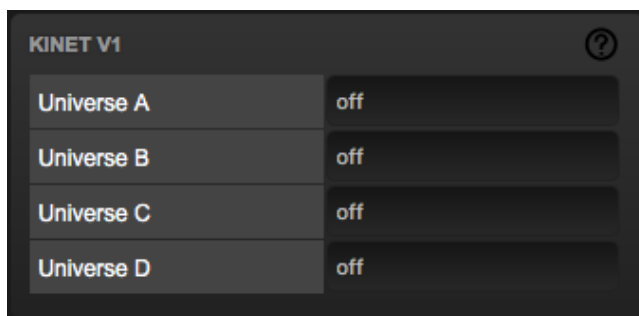 KINET V1
Universe A off
Universe B off
Universe C off
Universe D off